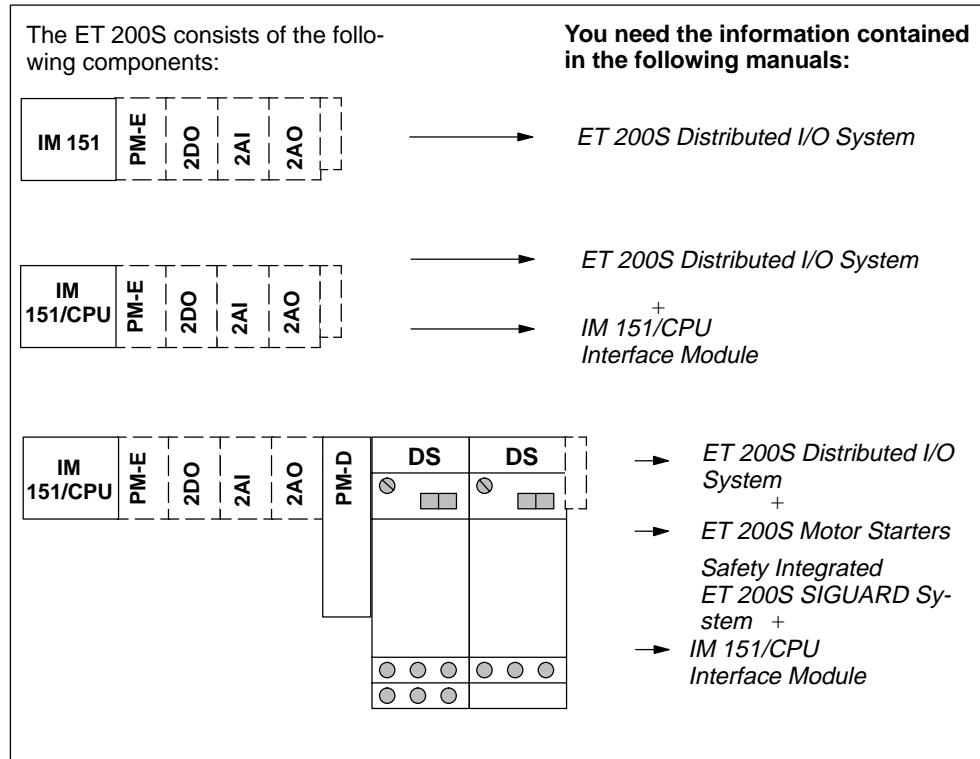 The ET 200S consists of the follo-
wing components:
You need the information contained
in the following manuals:
IM 151
PM-E
2DO
2AI
2AO
ET 200S Distributed I/O System
IM
151/CPU
PM-E
2DO
2AI
2AO
ET 200S Distributed I/O System
+
IM 151/CPU
Interface Module
IM
151/CPU
PM-E
2DO
2AI
2AO
PM-D
DS
DS
ET 200S Distributed I/O
System
+
ET 200S Motor Starters
Safety Integrated
ET 200S SIGUARD Sy-
stem +
IM 151/CPU
Interface Module